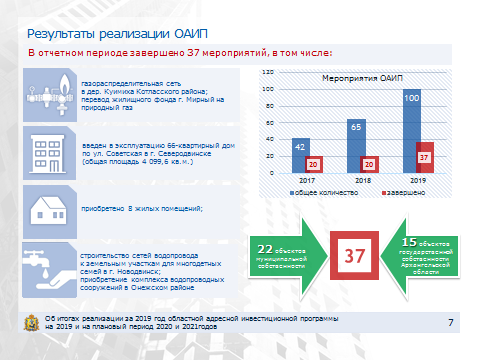 Результаты реализации ОАИП
В отчетном периоде завершено 37 мероприятий, в том числе:
газораспределительная сеть
в дер. Куимиха Котласского района;
перевод жилищного фонда г. Мирный на
природный газ
введен в эксплуатацию 66-квартирный дом
по ул. Советская в г. Северодвинске
(общая площадь 4 099,6 кв.м.)
приобретено 8 жилых помещений;
строительство сетей водопровода
к земельным участкам для многодетных
семей в г. Новодвинск;
приобретение комплекса водопроводных
сооружений в Онежском районе
Мероприятия ОАИП
120
100
80
60
40
20
0
42
20
65
20
100
37
2017
2018
2019
общее количество
завершено
22 объектов
муниципальной
собственности
37
15 объектов
государственной
собственности
Архангельской
области
Об итогах реализации за 2019 год областной адресной инвестиционной программы
на 2019 и на плановый период 2020 и 2021годов
7